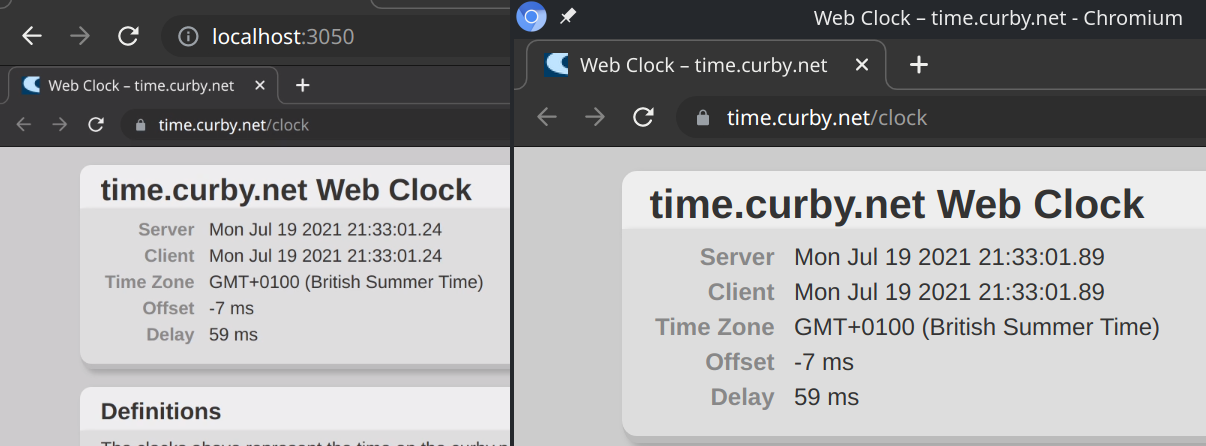 localhost:3050
Web Clock – time.curby.net
time.curby.net/clock
time.curby.net Web Clock
Server Mon Jul 19 2021 21:33:01.24
Client Mon Jul 19 2021 21:33:01.24
Time Zone GMT+0100 (British Summer Time)
Offset -7 ms
Delay 59 ms
Definitions
Web Clock – time.curby.net - Chromium
Web Clock – time.curby.net
time.curby.net/clock
time.curby.net Web Clock
Server Mon Jul 19 2021 21:33:01.89
Client Mon Jul 19 2021 21:33:01.89
Time Zone GMT+0100 (British Summer Time)
Offset -7 ms
Delay 59 ms